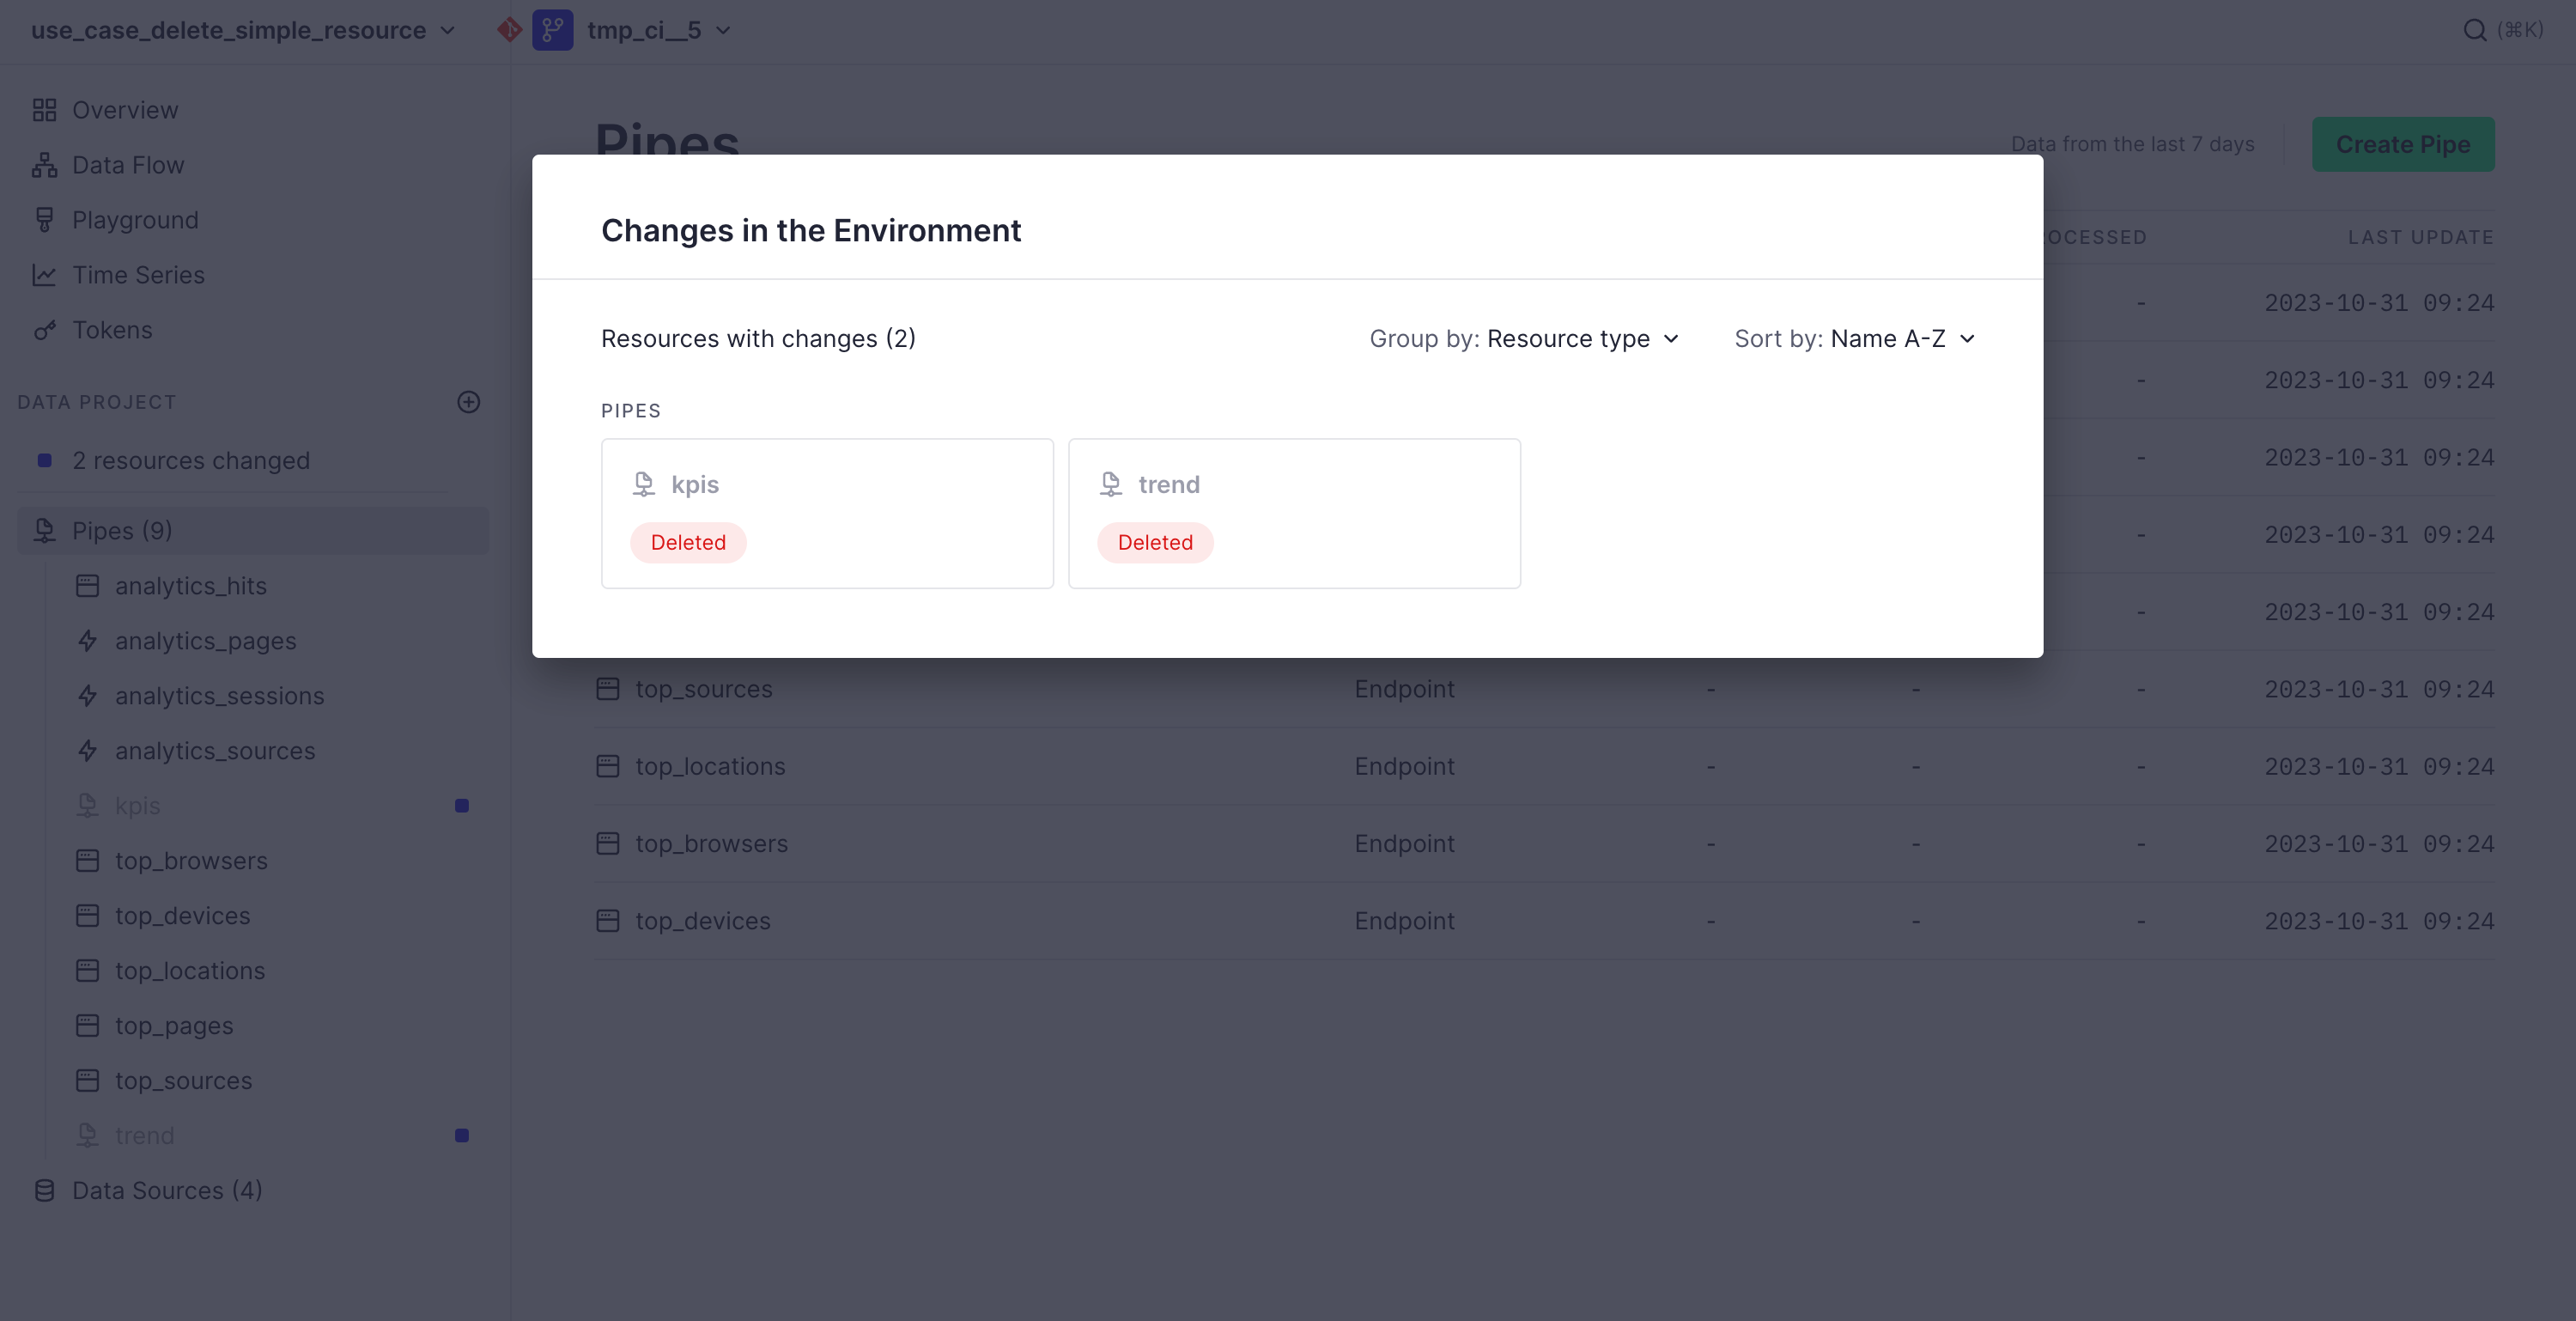 use_case_delete_simple_resource
tmp_ci__5
(⌘K)
Overview
Data Flow
Playground
Time Series
Tokens
DATA PROJECT
2 resources changed
Pipes (9)
analytics_hits
analytics_pages
analytics_sessions
analytics_sources
kpis
top_browsers
top_devices
top_locations
top_pages
top_sources
trend
Data Sources (4)
Pipes
Data from the last 7 days
Create Pipe
LAST UPDATE
- 2023-10-31 09:24
- 2023-10-31 09:24
- 2023-10-31 09:24
- 2023-10-31 09:24
- 2023-10-31 09:24
Changes in the Environment
Resources with changes (2)
Group by: Resource type
Sort by: Name A-Z
PIPES
kpis
Deleted
trend
Deleted
top_sources Endpoint - - - 2023-10-31 09:24
top_locations Endpoint - - - 2023-10-31 09:24
top_browsers Endpoint - - - 2023-10-31 09:24
top_devices Endpoint - - - 2023-10-31 09:24